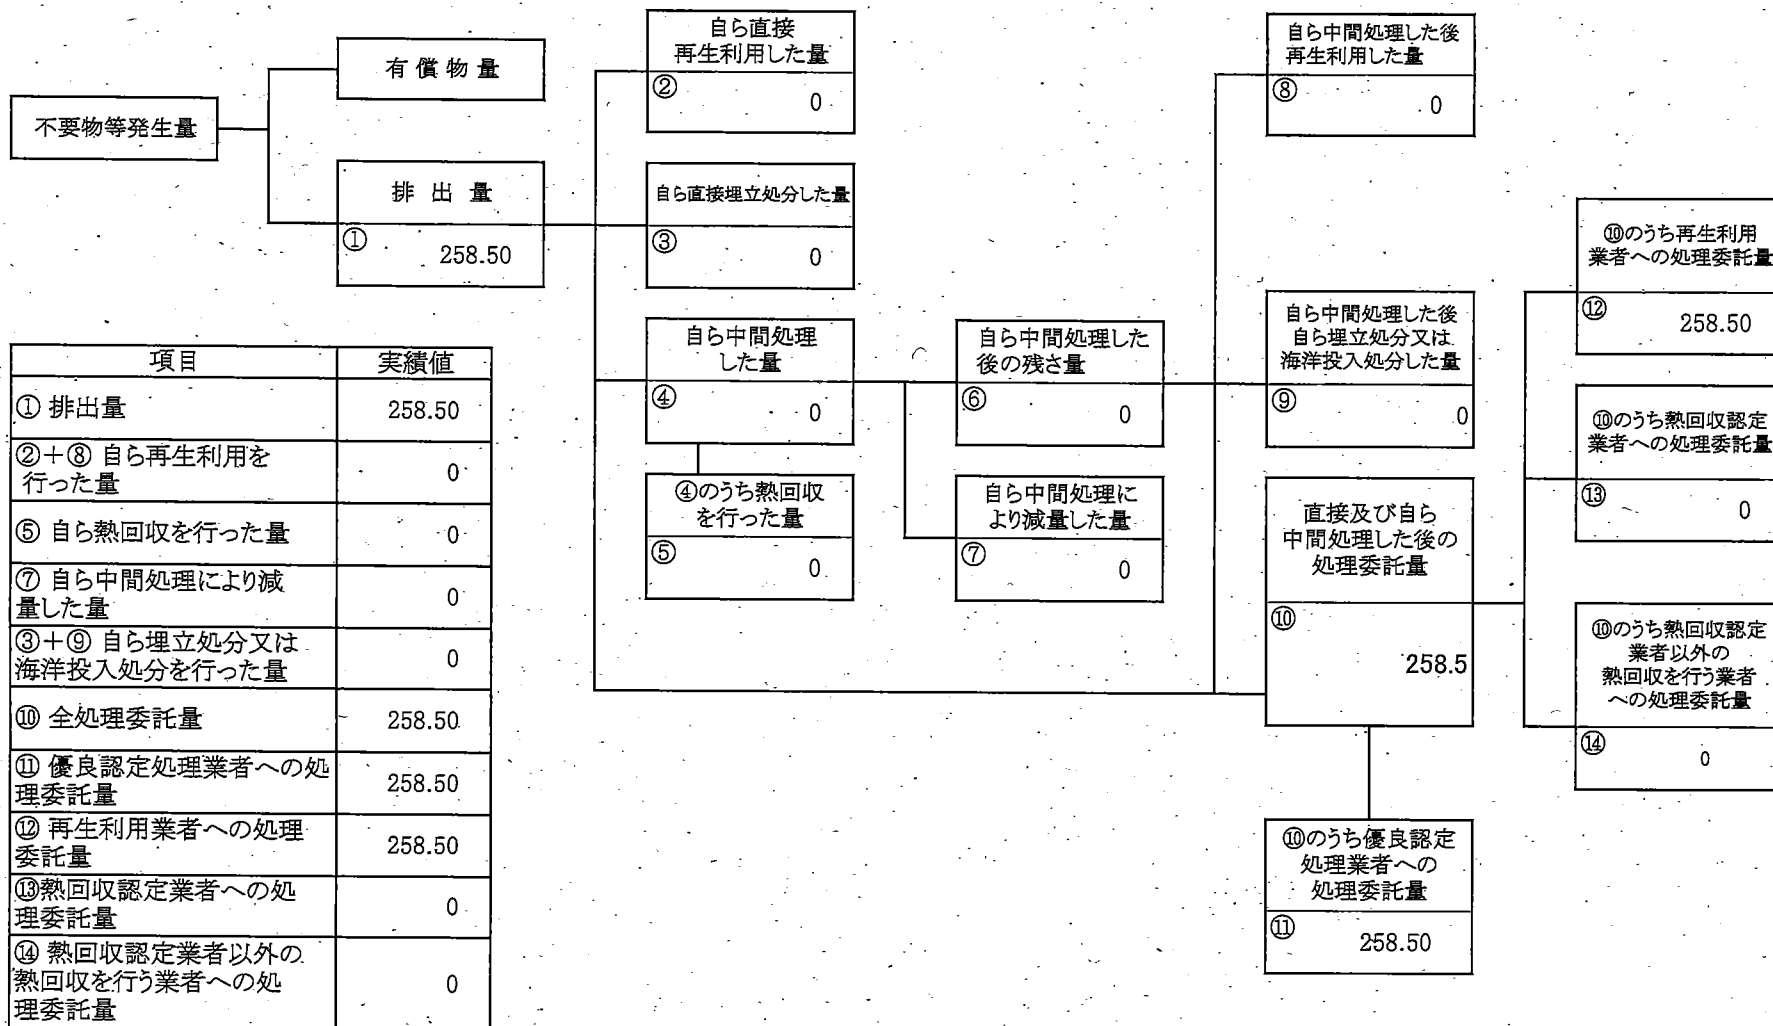 不要物等発生量
有償物量
排出量
① 258.50
自ら直接
再生利用した量
② 0
自ら直接埋立処分した量
③ 0
自ら中間処理
した量
④ 0
④のうち熱回収
を行った量
⑤ 0
自ら中間処理した
後の残さ量
⑥ 0
自ら中間処理に
より減量した量
⑦ 0
自ら中間処理した後
再生利用した量
⑧ 0
自ら中間処理した後
自ら埋立処分又は
海洋投入処分した量
⑨ 0
直接及び自ら
中間処理した後の
処理委託量
⑩
258.5
⑩のうち優良認定
処理業者への
処理委託量
⑪ 258.50
⑩のうち再生利用
業者への処理委託量
⑫ 258.50
⑩のうち熱回収認定
業者への処理委託量
⑬ 0
⑩のうち熱回収認定
業者以外の
熱回収を行う業者
への処理委託量
⑭ 0
項目 実績値
① 排出量 258.50
②+⑧ 自ら再生利用を
行った量 0
⑤ 自ら熱回収を行った量 0
⑦ 自ら中間処理により減
量した量 0
③+⑨ 自ら埋立処分又は
海洋投入処分を行った量 0
⑩ 全処理委託量 258.50
⑪ 優良認定処理業者への処
理委託量 258.50
⑫ 再生利用業者への処理
委託量 258.50
⑬熱回収認定業者への処
理委託量 0
⑭ 熱回収認定業者以外の
熱回収を行う業者への処
理委託量 0